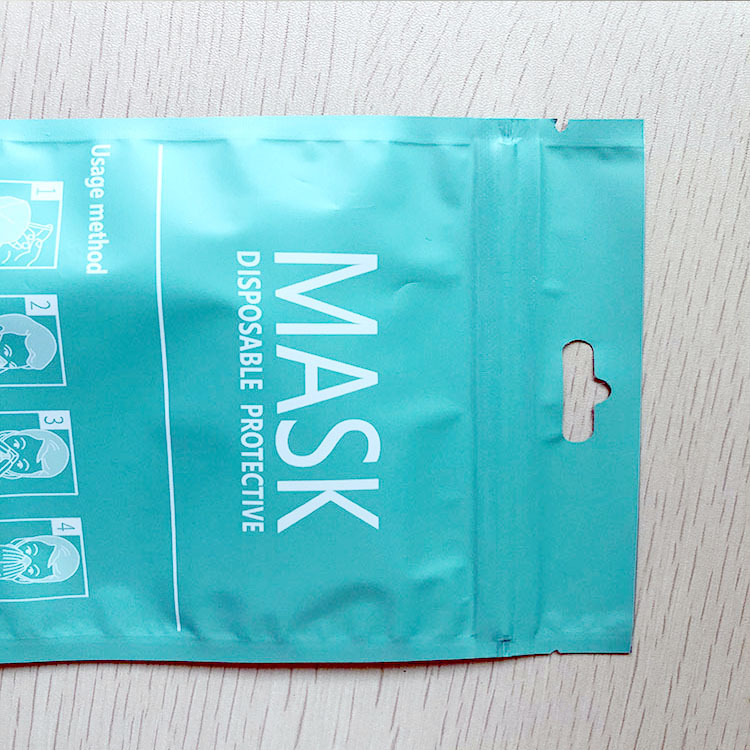 MASK
DISPOSABLE PROTECTIVE
Usage method
1
2
3
4